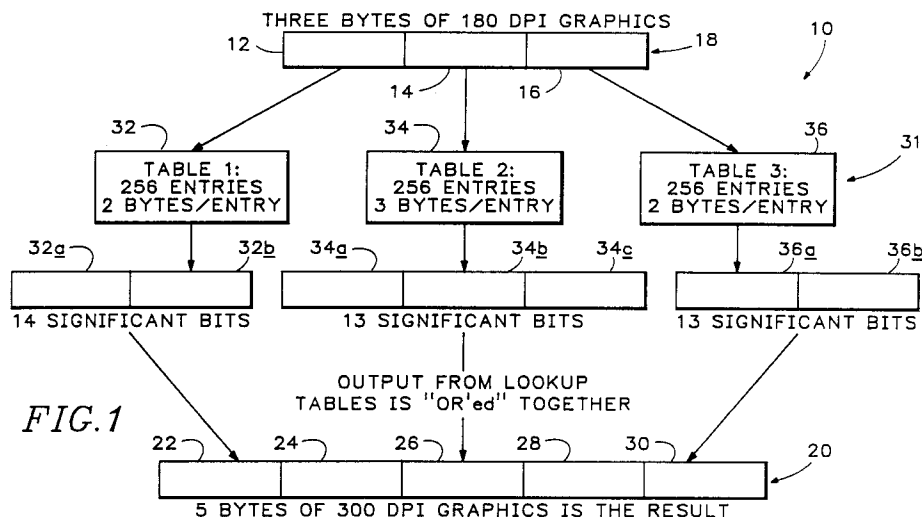 THREE BYTES OF 180 DPI GRAPHICS
12
18
10
14
16
32
34
36
31
TABLE 1:
256 ENTRIES
2 BYTES/ENTRY
TABLE 2:
256 ENTRIES
3 BYTES/ENTRY
TABLE 3:
256 ENTRIES
2 BYTES/ENTRY
32a
32b
34a
34b
34c
36a
36b
14 SIGNIFICANT BITS
13 SIGNIFICANT BITS
13 SIGNIFICANT BITS
OUTPUT FROM LOOKUP
TABLES IS "OR'ed" TOGETHER
FIG.1
22
24
26
28
30
20
5 BYTES OF 300 DPI GRAPHICS IS THE RESULT